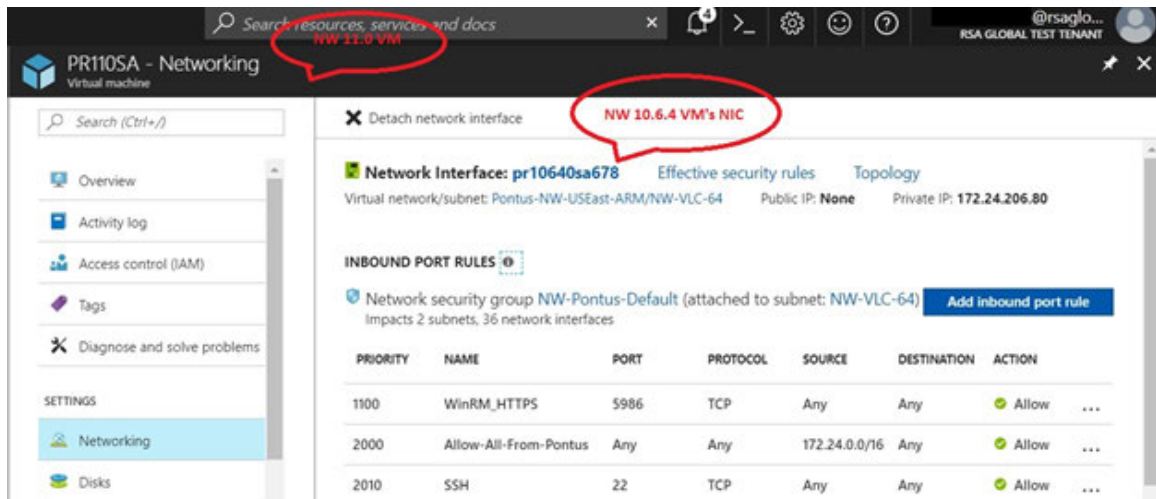 Search resources, services and docs
4
@rsaglo...
RSA GLOBAL TEST TENANT
NW 11.0 VM
PR110SA - Networking
Virtual machine
Search (Ctrl+/)
Detach network interface
NW 10.6.4 VM's NIC
Overview
Activity log
Access control (IAM)
Tags
Diagnose and solve problems
SETTINGS
Networking
Disks
Network Interface: pr10640sa678 Effective security rules Topology
Virtual network/subnet: Pontus-NW-USEast-ARM/NW-VLC-64 Public IP: None Private IP: 172.24.206.80
INBOUND PORT RULES
Network security group NW-Pontus-Default (attached to subnet: NW-VLC-64) Add inbound port rule
Impacts 2 subnets, 36 network interfaces
PRIORITY NAME PORT PROTOCOL SOURCE DESTINATION ACTION
1100 WinRM_HTTPS 5986 TCP Any Any Allow ...
2000 Allow-All-From-Pontus Any Any 172.24.0.0/16 Any Allow ...
2010 SSH 22 TCP Any Any Allow ...